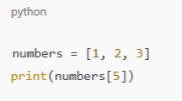 python
numbers = [1, 2, 3]
print(numbers[5])